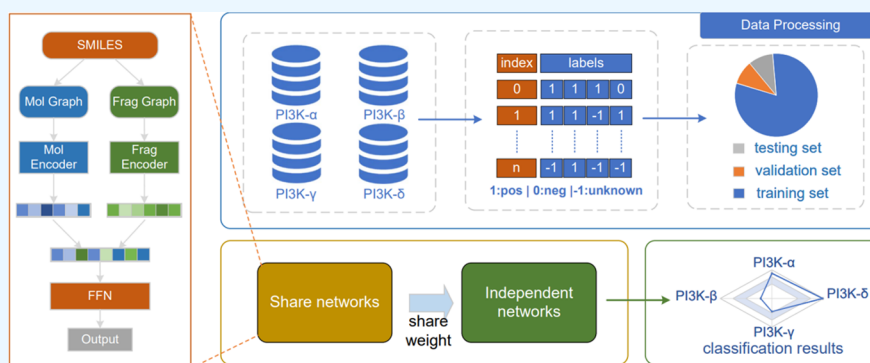 SMILES
Mol Graph
Frag Graph
Mol
Encoder
Frag
Encoder
FFN
Output
Data Processing
PI3K-α
PI3K-β
PI3K-γ
PI3K-δ
index labels
0 1 1 1 0
1 1 1 -1 1
n -1 1 -1 -1
1:pos | 0:neg |-1:unknown
testing set
validation set
training set
Share networks
share
weight
Independent
networks
PI3K-α
PI3K-β
PI3K-δ
PI3K-γ
classification results